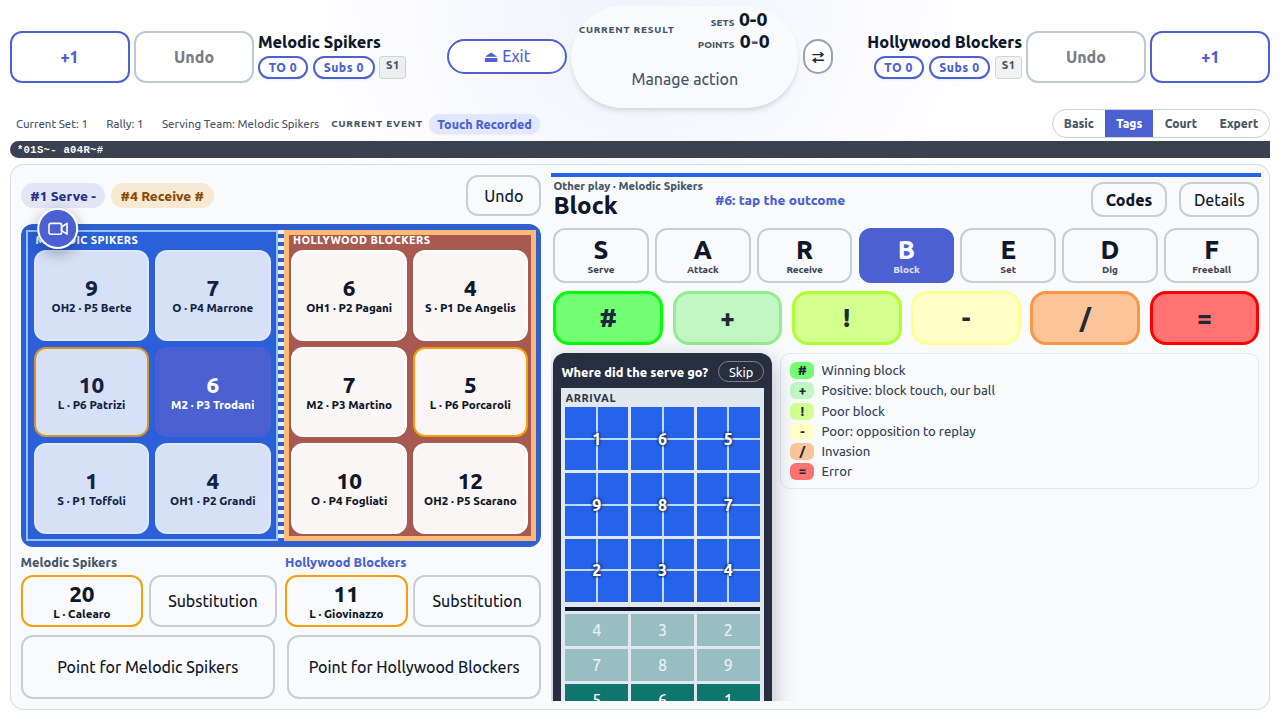 +1
Undo
Melodic Spikers
TO 0
Subs 0
S1
⏏ Exit
CURRENT RESULT
SETS 0-0
POINTS 0-0
Manage action
⇄
Hollywood Blockers
TO 0
Subs 0
S1
Undo
+1
Current Set: 1
Rally: 1
Serving Team: Melodic Spikers
CURRENT EVENT
Touch Recorded
Basic
Tags
Court
Expert
*01S~- a04R~#
#1 Serve -
#4 Receive #
Undo
SPIKERS
HOLLYWOOD BLOCKERS
9
OH2 · P5 Berte
7
O · P4 Marrone
6
OH1 · P2 Pagani
4
S · P1 De Angelis
10
L · P6 Patrizi
6
M2 · P3 Trodani
7
M2 · P3 Martino
5
L · P6 Porcaroli
1
S · P1 Toffoli
4
OH1 · P2 Grandi
10
O · P4 Fogliati
12
OH2 · P5 Scarano
Melodic Spikers
Hollywood Blockers
20
L · Calearo
Substitution
11
L · Giovinazzo
Substitution
Point for Melodic Spikers
Point for Hollywood Blockers
Other play · Melodic Spikers
Block
#6: tap the outcome
Codes
Details
S
Serve
A
Attack
R
Receive
B
Block
E
Set
D
Dig
F
Freeball
# + ! - / =
Where did the serve go?
Skip
ARRIVAL
1 6 5
9 8 7
2 3 4
4 3 2
7 8 9
5 6 1
# Winning block
+ Positive: block touch, our ball
! Poor block
- Poor: opposition to replay
/ Invasion
= Error